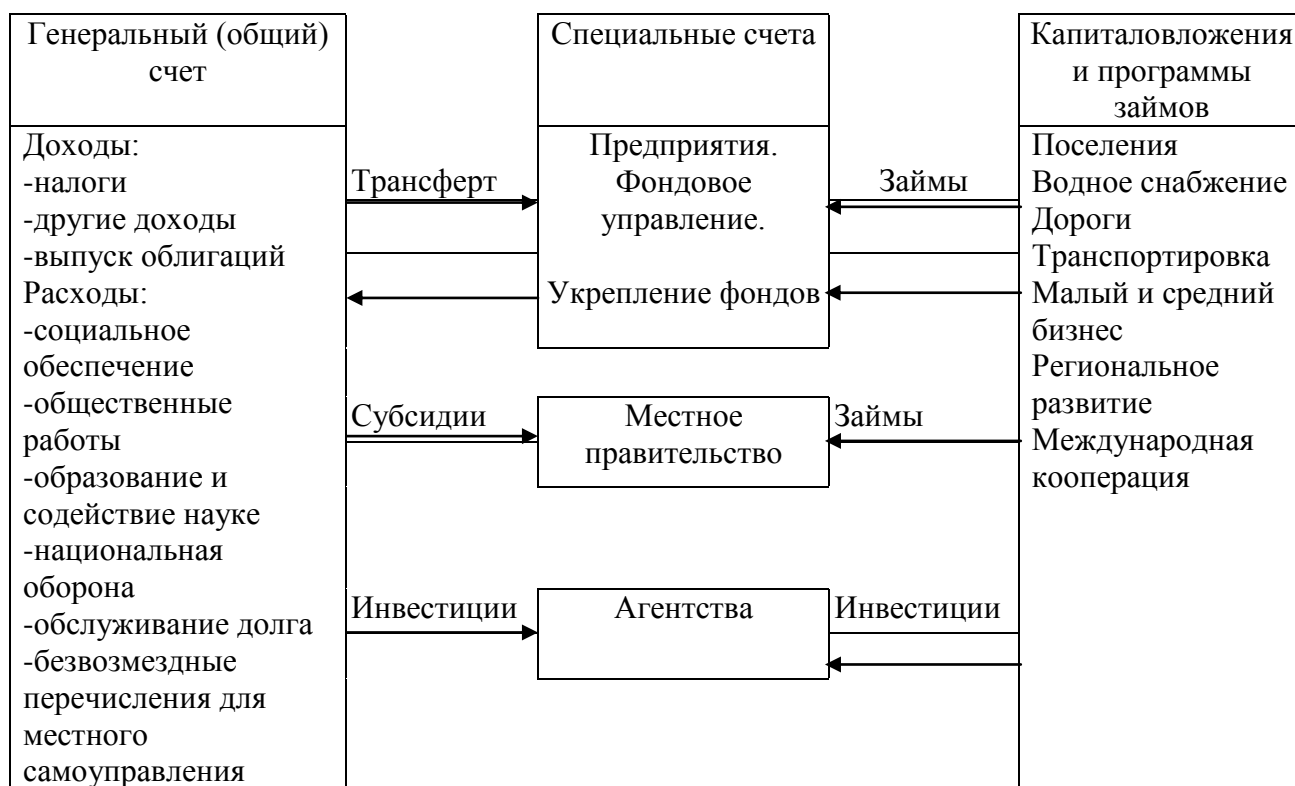 Генеральный (общий)
счет
Специальные счета
Капиталовложения
и программы
займов
Доходы:
-налоги
-другие доходы
-выпуск облигаций
Расходы:
-социальное
обеспечение
-общественные
работы
-образование и
содействие науке
-национальная
оборона
-обслуживание долга
-безвозмездные
перечисления для
местного
самоуправления
Трансферт
Субсидии
Инвестиции
Предприятия.
Фондовое
управление.
Укрепление фондов
Местное
правительство
Агентства
Займы
Займы
Инвестиции
Поселения
Водное снабжение
Дороги
Транспортировка
Малый и средний
бизнес
Региональное
развитие
Международная
кооперация